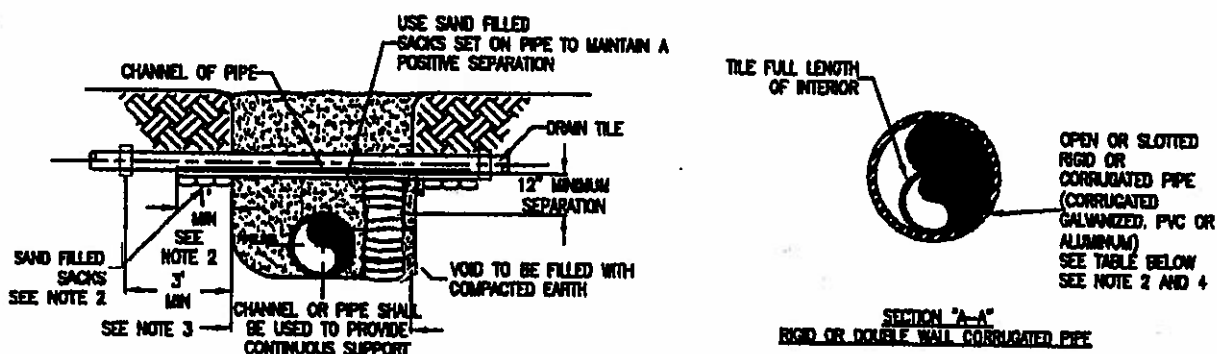 USE SAND FILLED
SACKS SET ON PIPE TO MAINTAIN A
POSITIVE SEPARATION
CHANNEL OF PIPE
DRAIN TILE
12" MINIMUM
SEPARATION
1'
MIN
SEE
NOTE 2
SAND FILLED
SACKS
SEE NOTE 2
3'
MIN
SEE NOTE 3
VOID TO BE FILLED WITH
COMPACTED EARTH
CHANNEL OR PIPE SHALL
BE USED TO PROVIDE
CONTINUOUS SUPPORT
TILE FULL LENGTH
OF INTERIOR
OPEN OR SLOTTED
RIGID OR
CORRUGATED PIPE
(CORRUGATED
GALVANIZED, PVC OR
ALUMINUM)
SEE TABLE BELOW
SEE NOTE 2 AND 4
SECTION "A-A"
RIGID OR DOUBLE WALL CORRUGATED PIPE